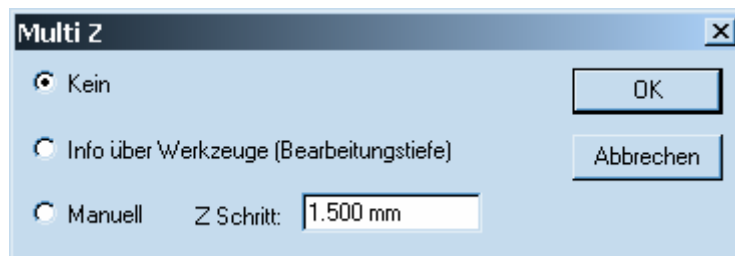 Multi Z
Kein
OK
Info über Werkzeuge (Bearbeitungstiefe)
Abbrechen
Manuell Z Schritt: 1.500 mm